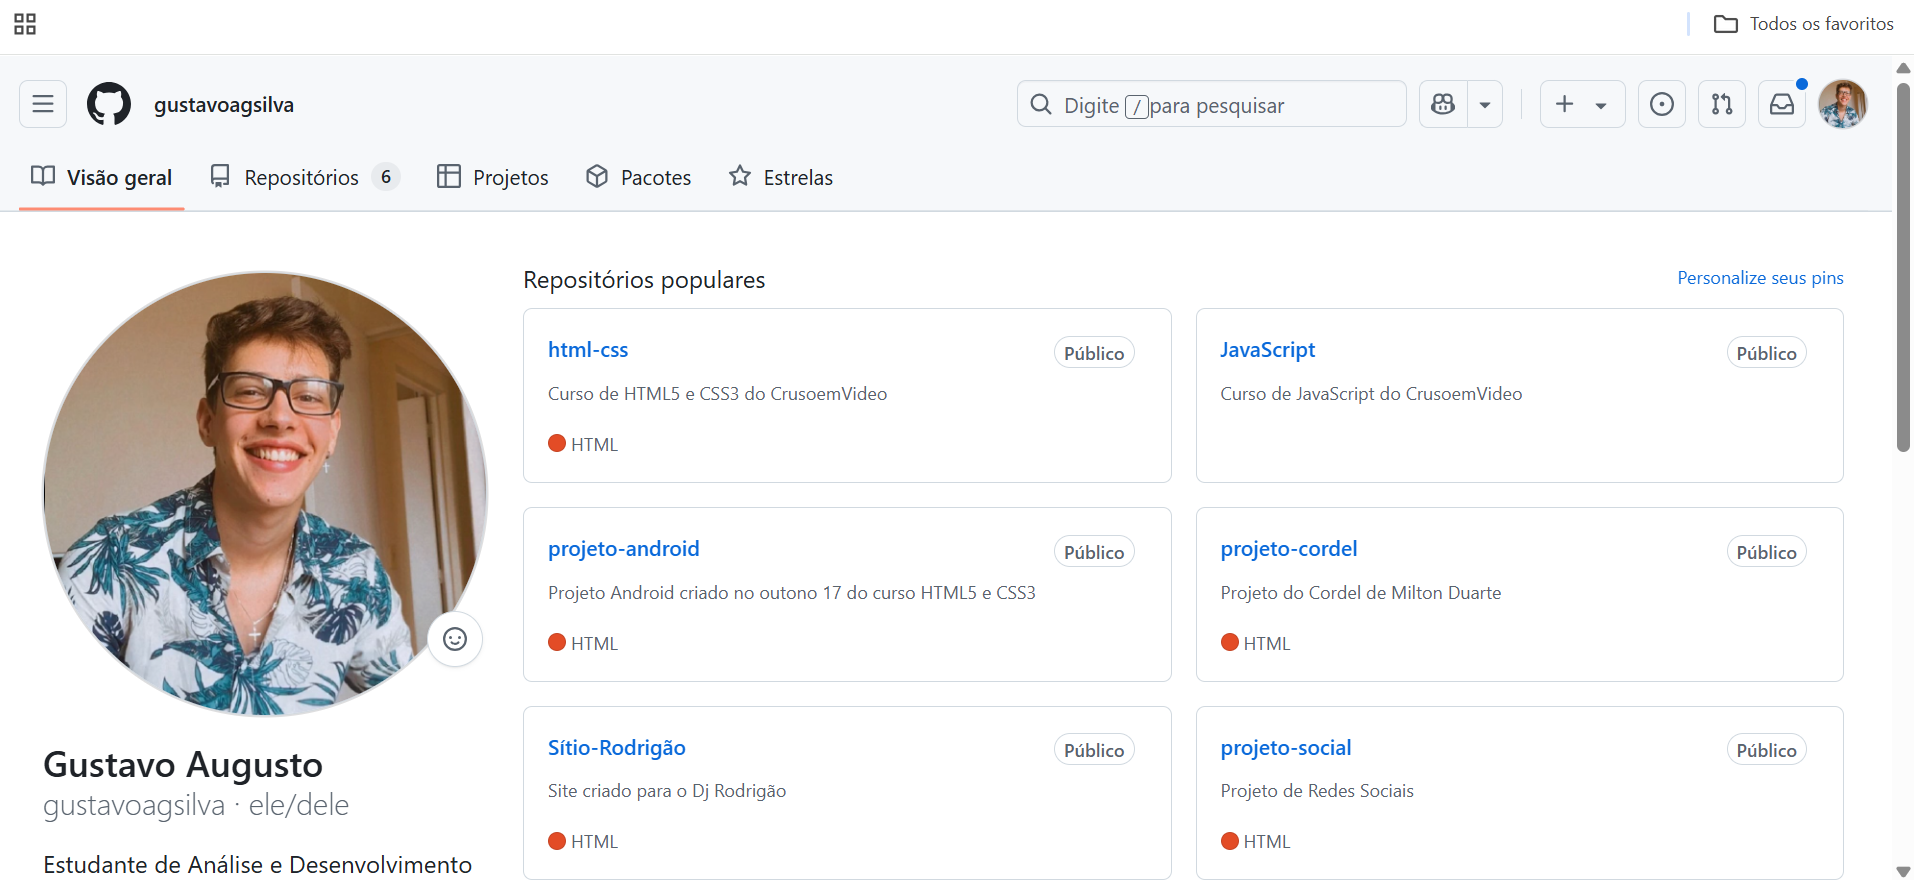 Todos os favoritos
gustavoagsilva
Digite / para pesquisar
Visão geral
Repositórios 6
Projetos
Pacotes
Estrelas
Repositórios populares
Personalize seus pins
html-css
Público
Curso de HTML5 e CSS3 do CrusoemVideo
HTML
JavaScript
Público
Curso de JavaScript do CrusoemVideo
projeto-android
Público
Projeto Android criado no outono 17 do curso HTML5 e CSS3
HTML
projeto-cordel
Público
Projeto do Cordel de Milton Duarte
HTML
Sítio-Rodrigão
Público
Site criado para o Dj Rodrigão
HTML
projeto-social
Público
Projeto de Redes Sociais
HTML
Gustavo Augusto
gustavoagsilva · ele/dele
Estudante de Análise e Desenvolvimento